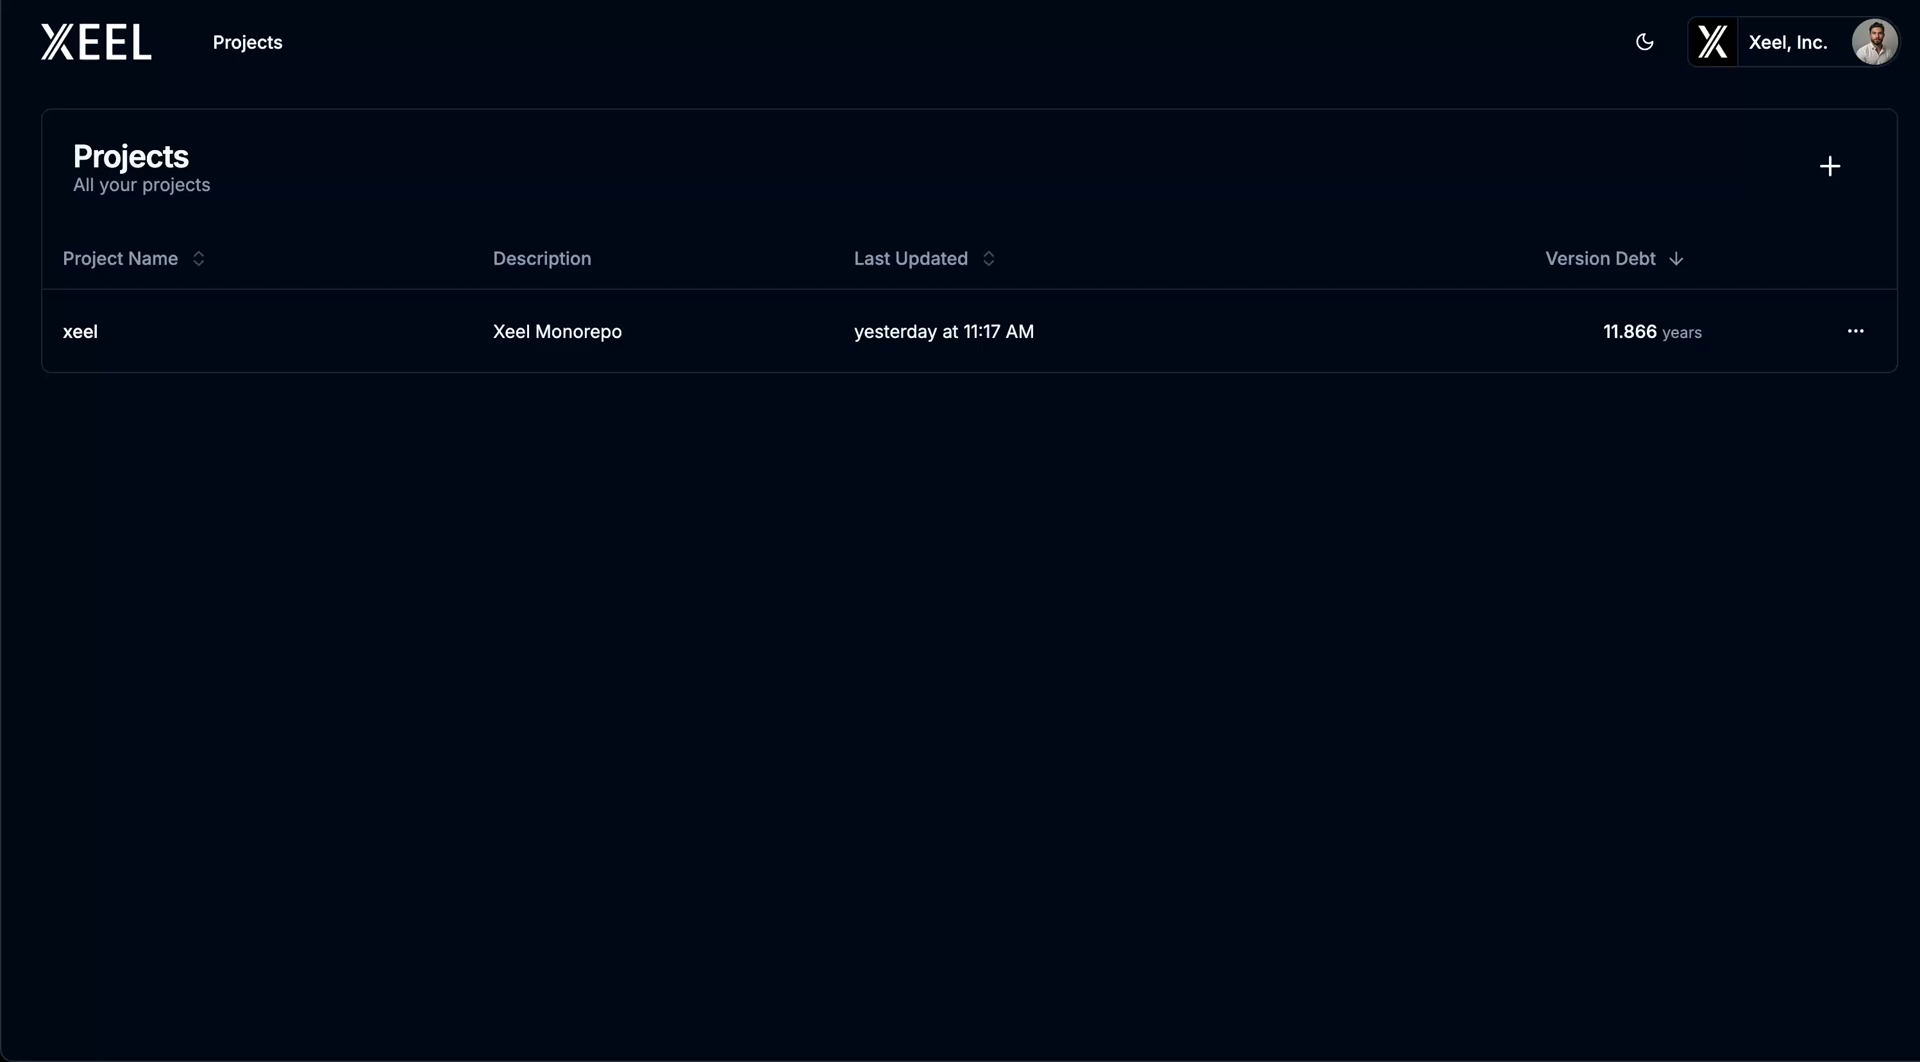 XEEL
Projects
Xeel, Inc.
Projects
All your projects
Project Name
Description
Last Updated
Version Debt
xeel
Xeel Monorepo
yesterday at 11:17 AM
11.866 years